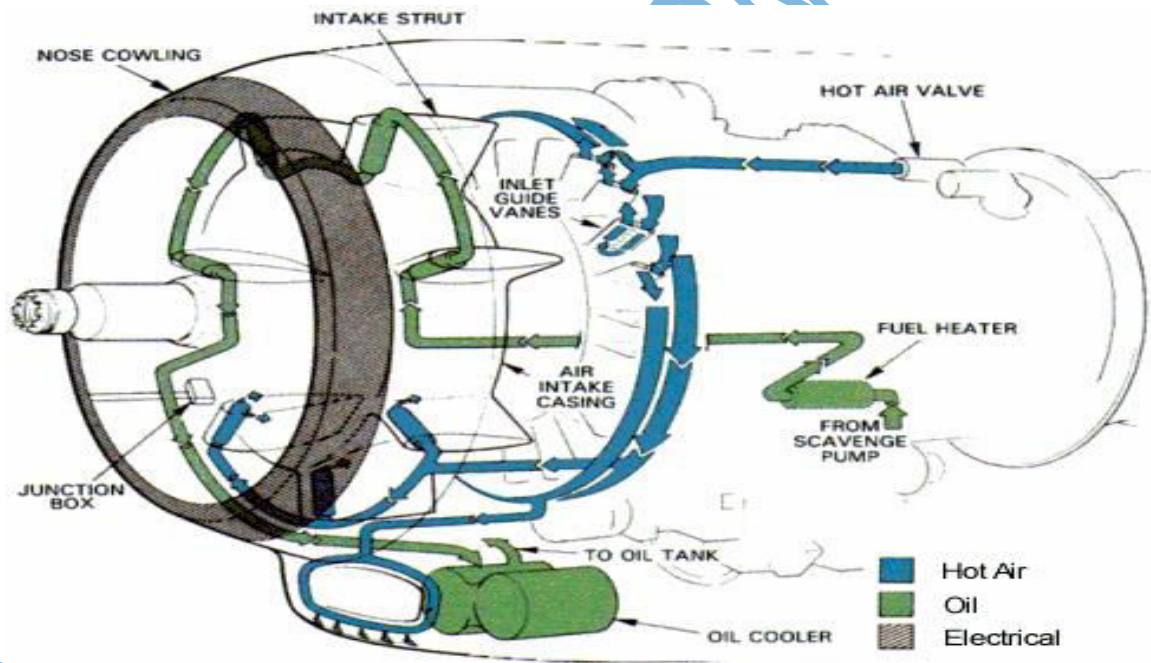 INTAKE STRUT
NOSE COWLING
HOT AIR VALVE
INLET
GUIDE
VANES
FUEL HEATER
AIR
INTAKE
CASING
FROM
SCAVENGE
PUMP
JUNCTION
BOX
TO OIL TANK
OIL COOLER
Hot Air
Oil
Electrical